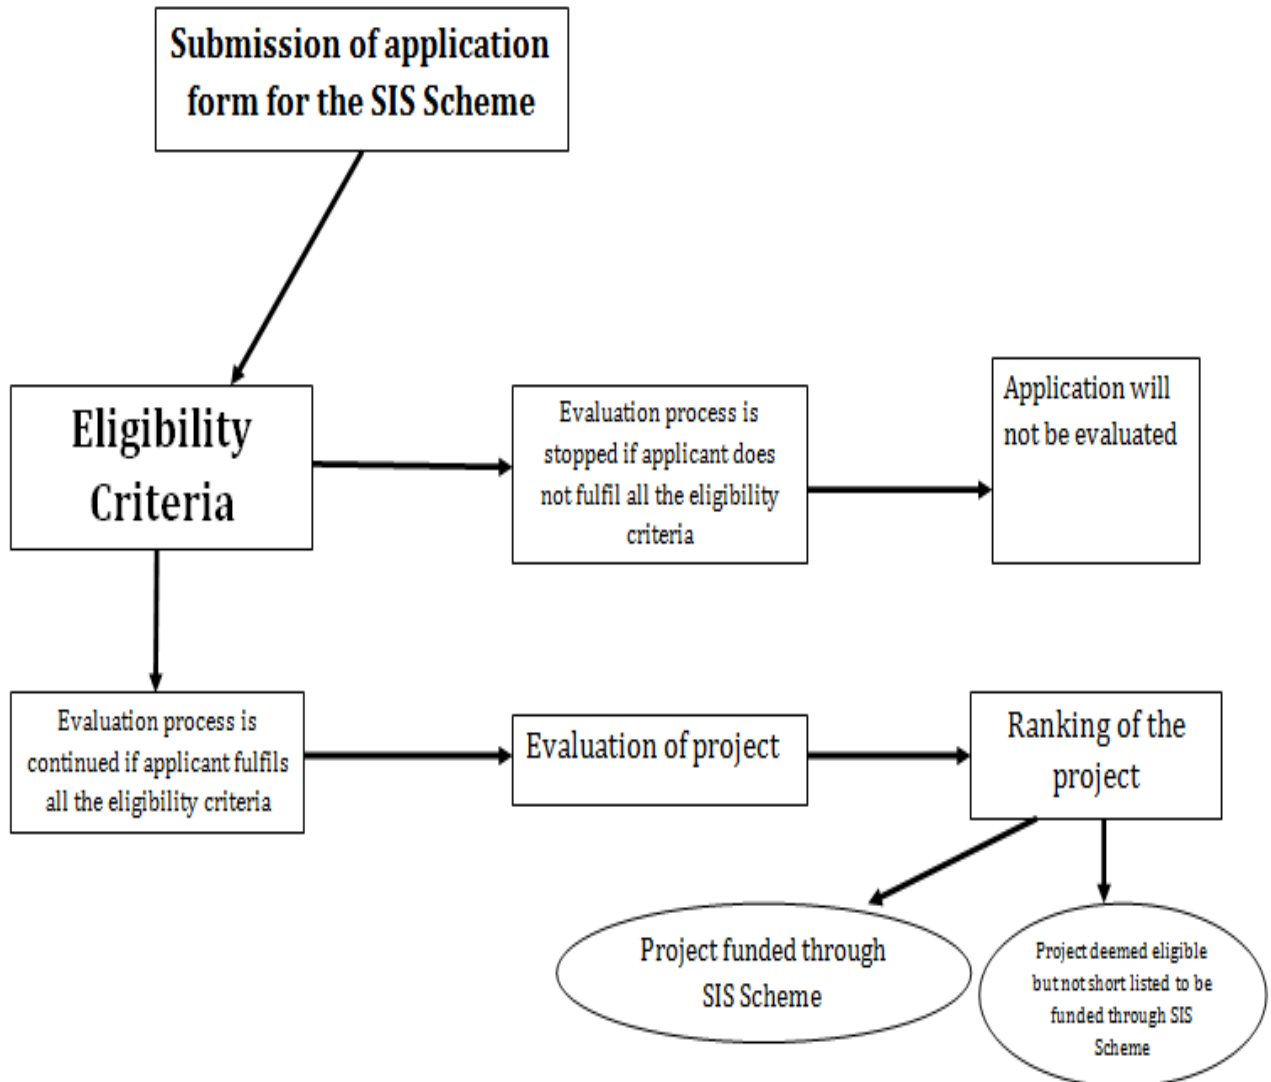 Submission of application
form for the SIS Scheme
Eligibility
Criteria
Evaluation process is
stopped if applicant does
not fulfil all the eligibility
criteria
Application will
not be evaluated
Evaluation process is
continued if applicant fulfils
all the eligibility criteria
Evaluation of project
Ranking of the
project
Project funded through
SIS Scheme
Project deemed eligible
but not short listed to be
funded through SIS
Scheme